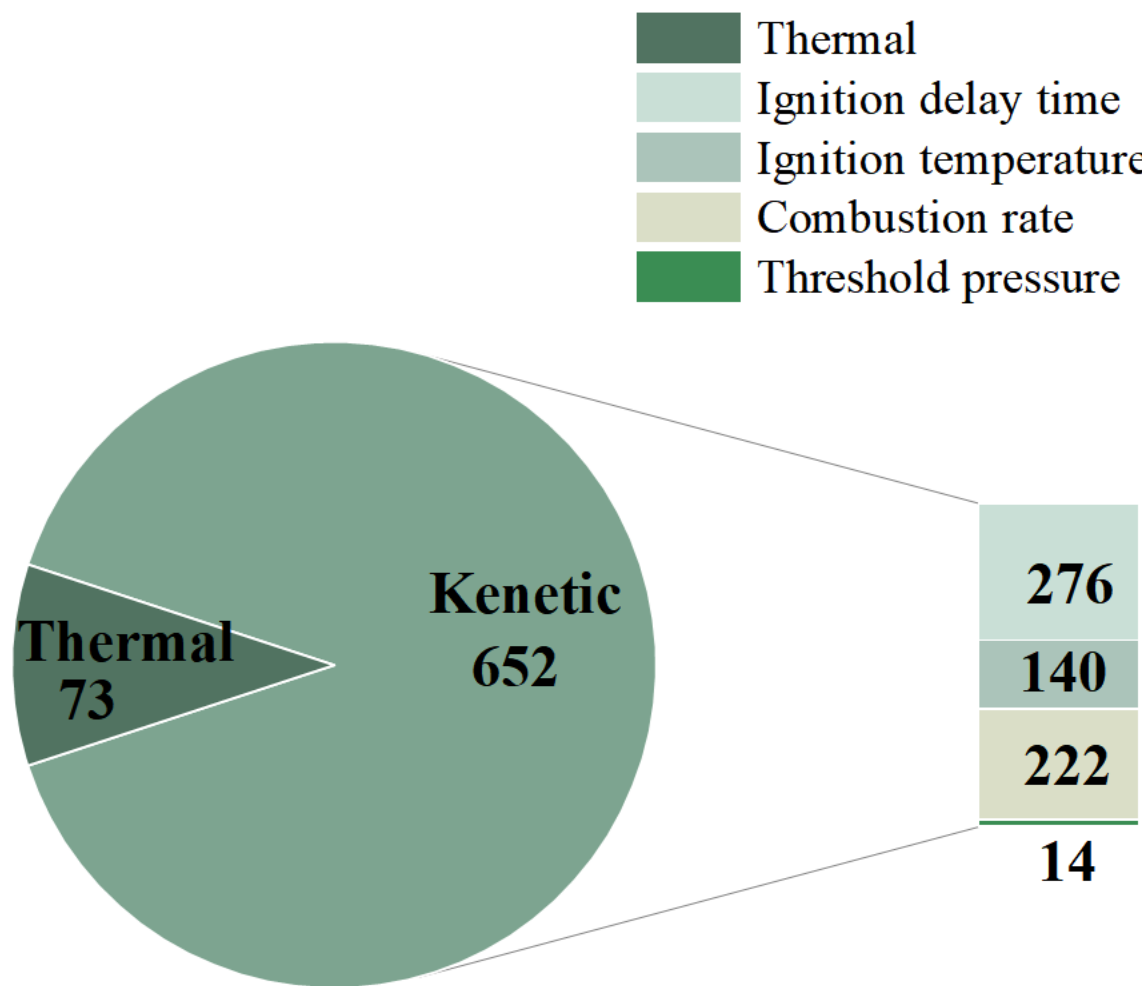 Thermal
Ignition delay time
Ignition temperature
Combustion rate
Threshold pressure
Thermal
73
Kenetic
652
276
140
222
14